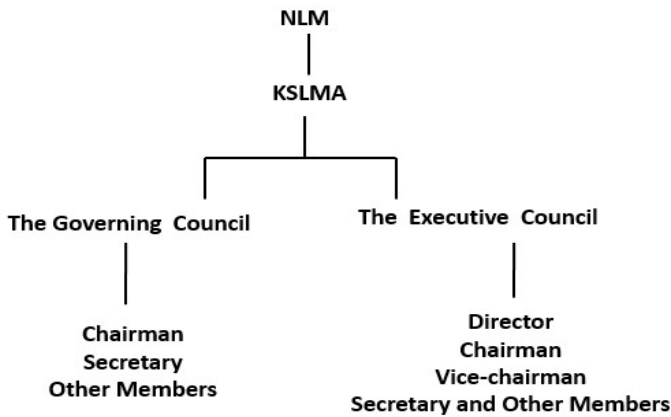 NLM
KSLMA
The Governing Council
The Executive Council
Chairman
Secretary
Other Members
Director
Chairman
Vice-chairman
Secretary and Other Members